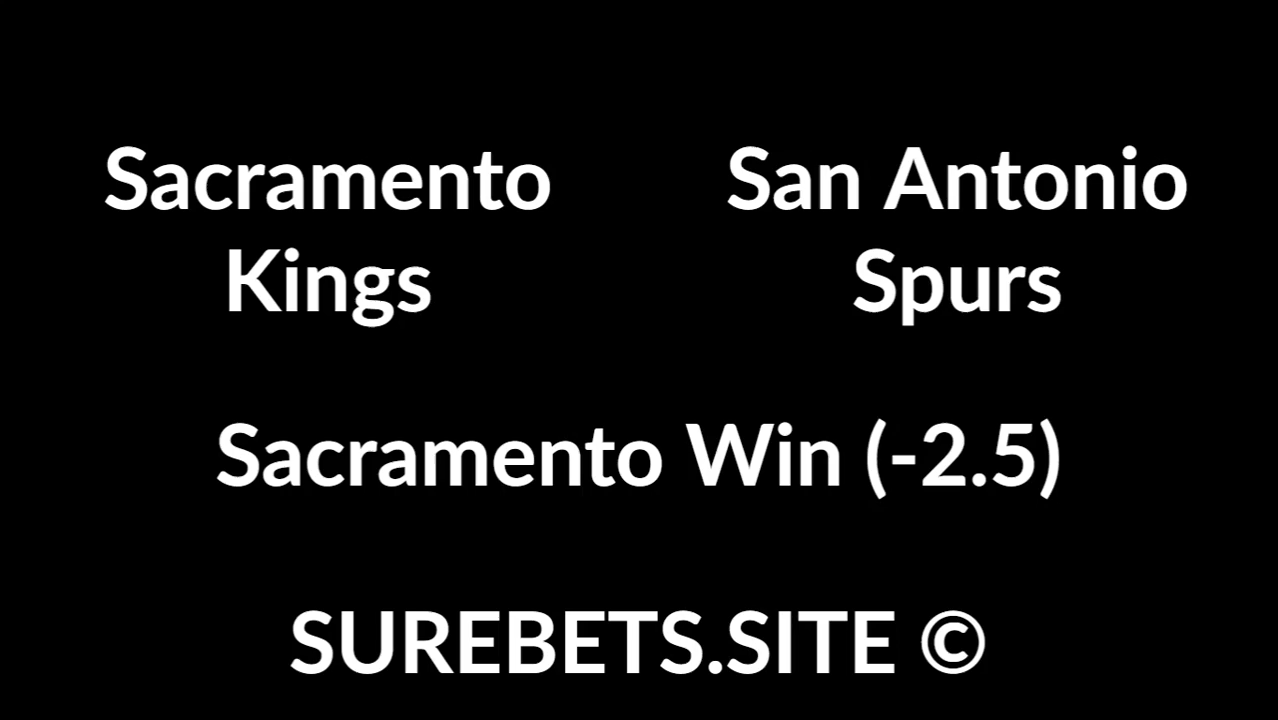 Sacramento
Kings
San Antonio
Spurs
Sacramento Win (-2.5)
SUREBETS.SITE ©